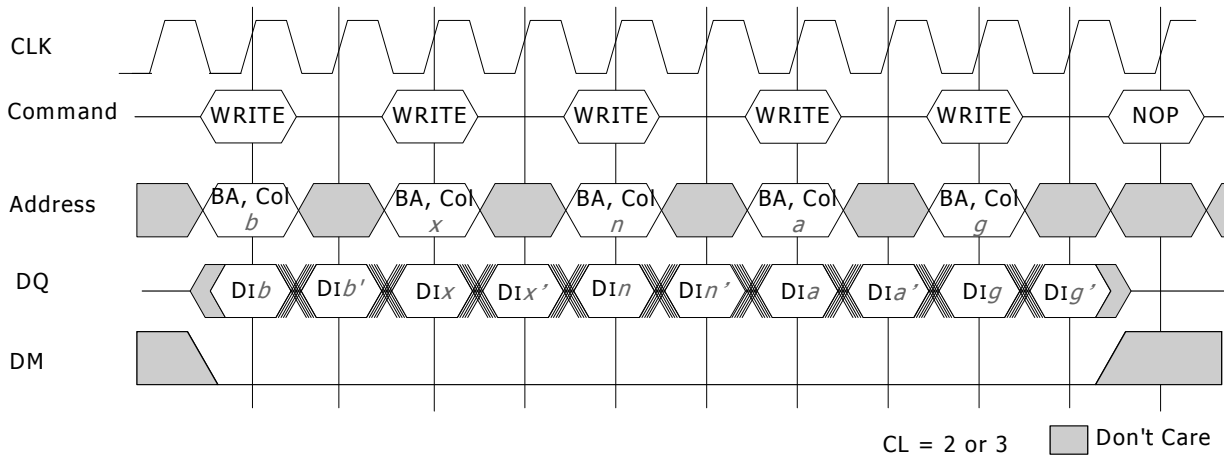 CLK
Command WRITE WRITE WRITE WRITE WRITE NOP
Address BA, Col b BA, Col x BA, Col n BA, Col a BA, Col g
DQ DIb DIb' DIx DIx’ DIn DIn’ DIa DIa’ DIg DIg’
DM
CL = 2 or 3 Don't Care